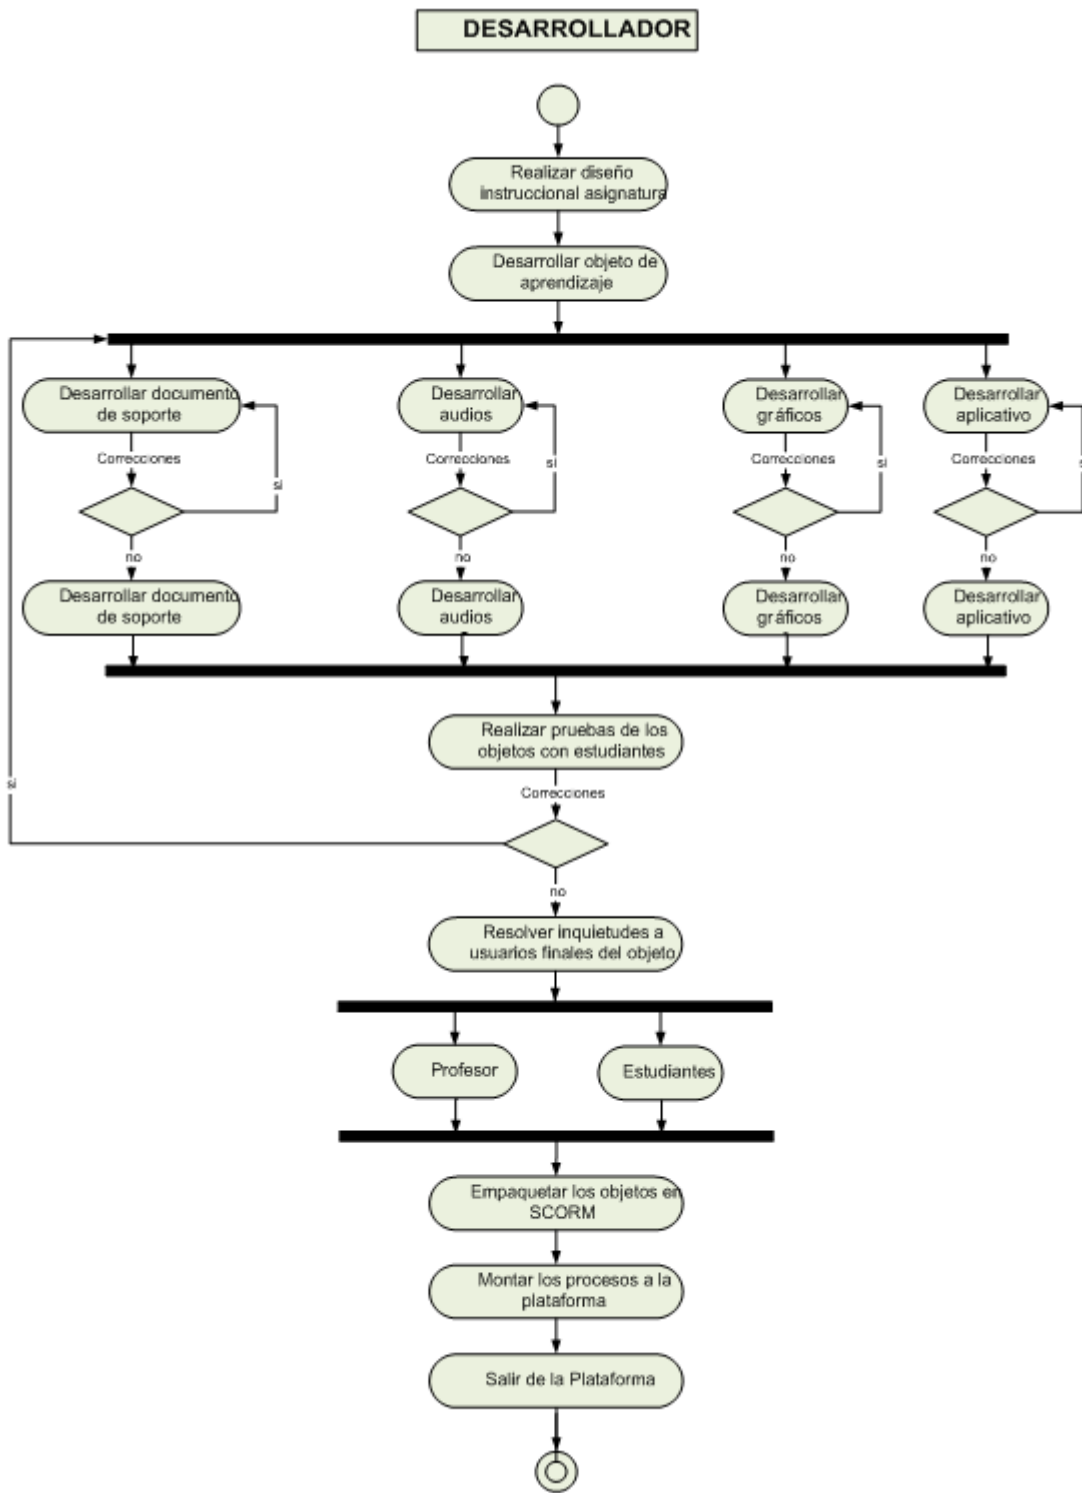 DESARROLLADOR
Realizar diseño
instruccional asignatura
Desarrollar objeto de
aprendizaje
Desarrollar documento
de soporte
Desarrollar
audios
Desarrollar
gráficos
Desarrollar
aplicativo
Correcciones
Correcciones
Correcciones
Correcciones
si
si
si
si
no
no
no
no
Desarrollar documento
de soporte
Desarrollar
audios
Desarrollar
gráficos
Desarrollar
aplicativo
Realizar pruebas de los
objetos con estudiantes
Correcciones
si
no
Resolver inquietudes a
usuarios finales del objeto
Profesor
Estudiantes
Empaquetar los objetos en
SCORM
Montar los procesos a la
plataforma
Salir de la Plataforma